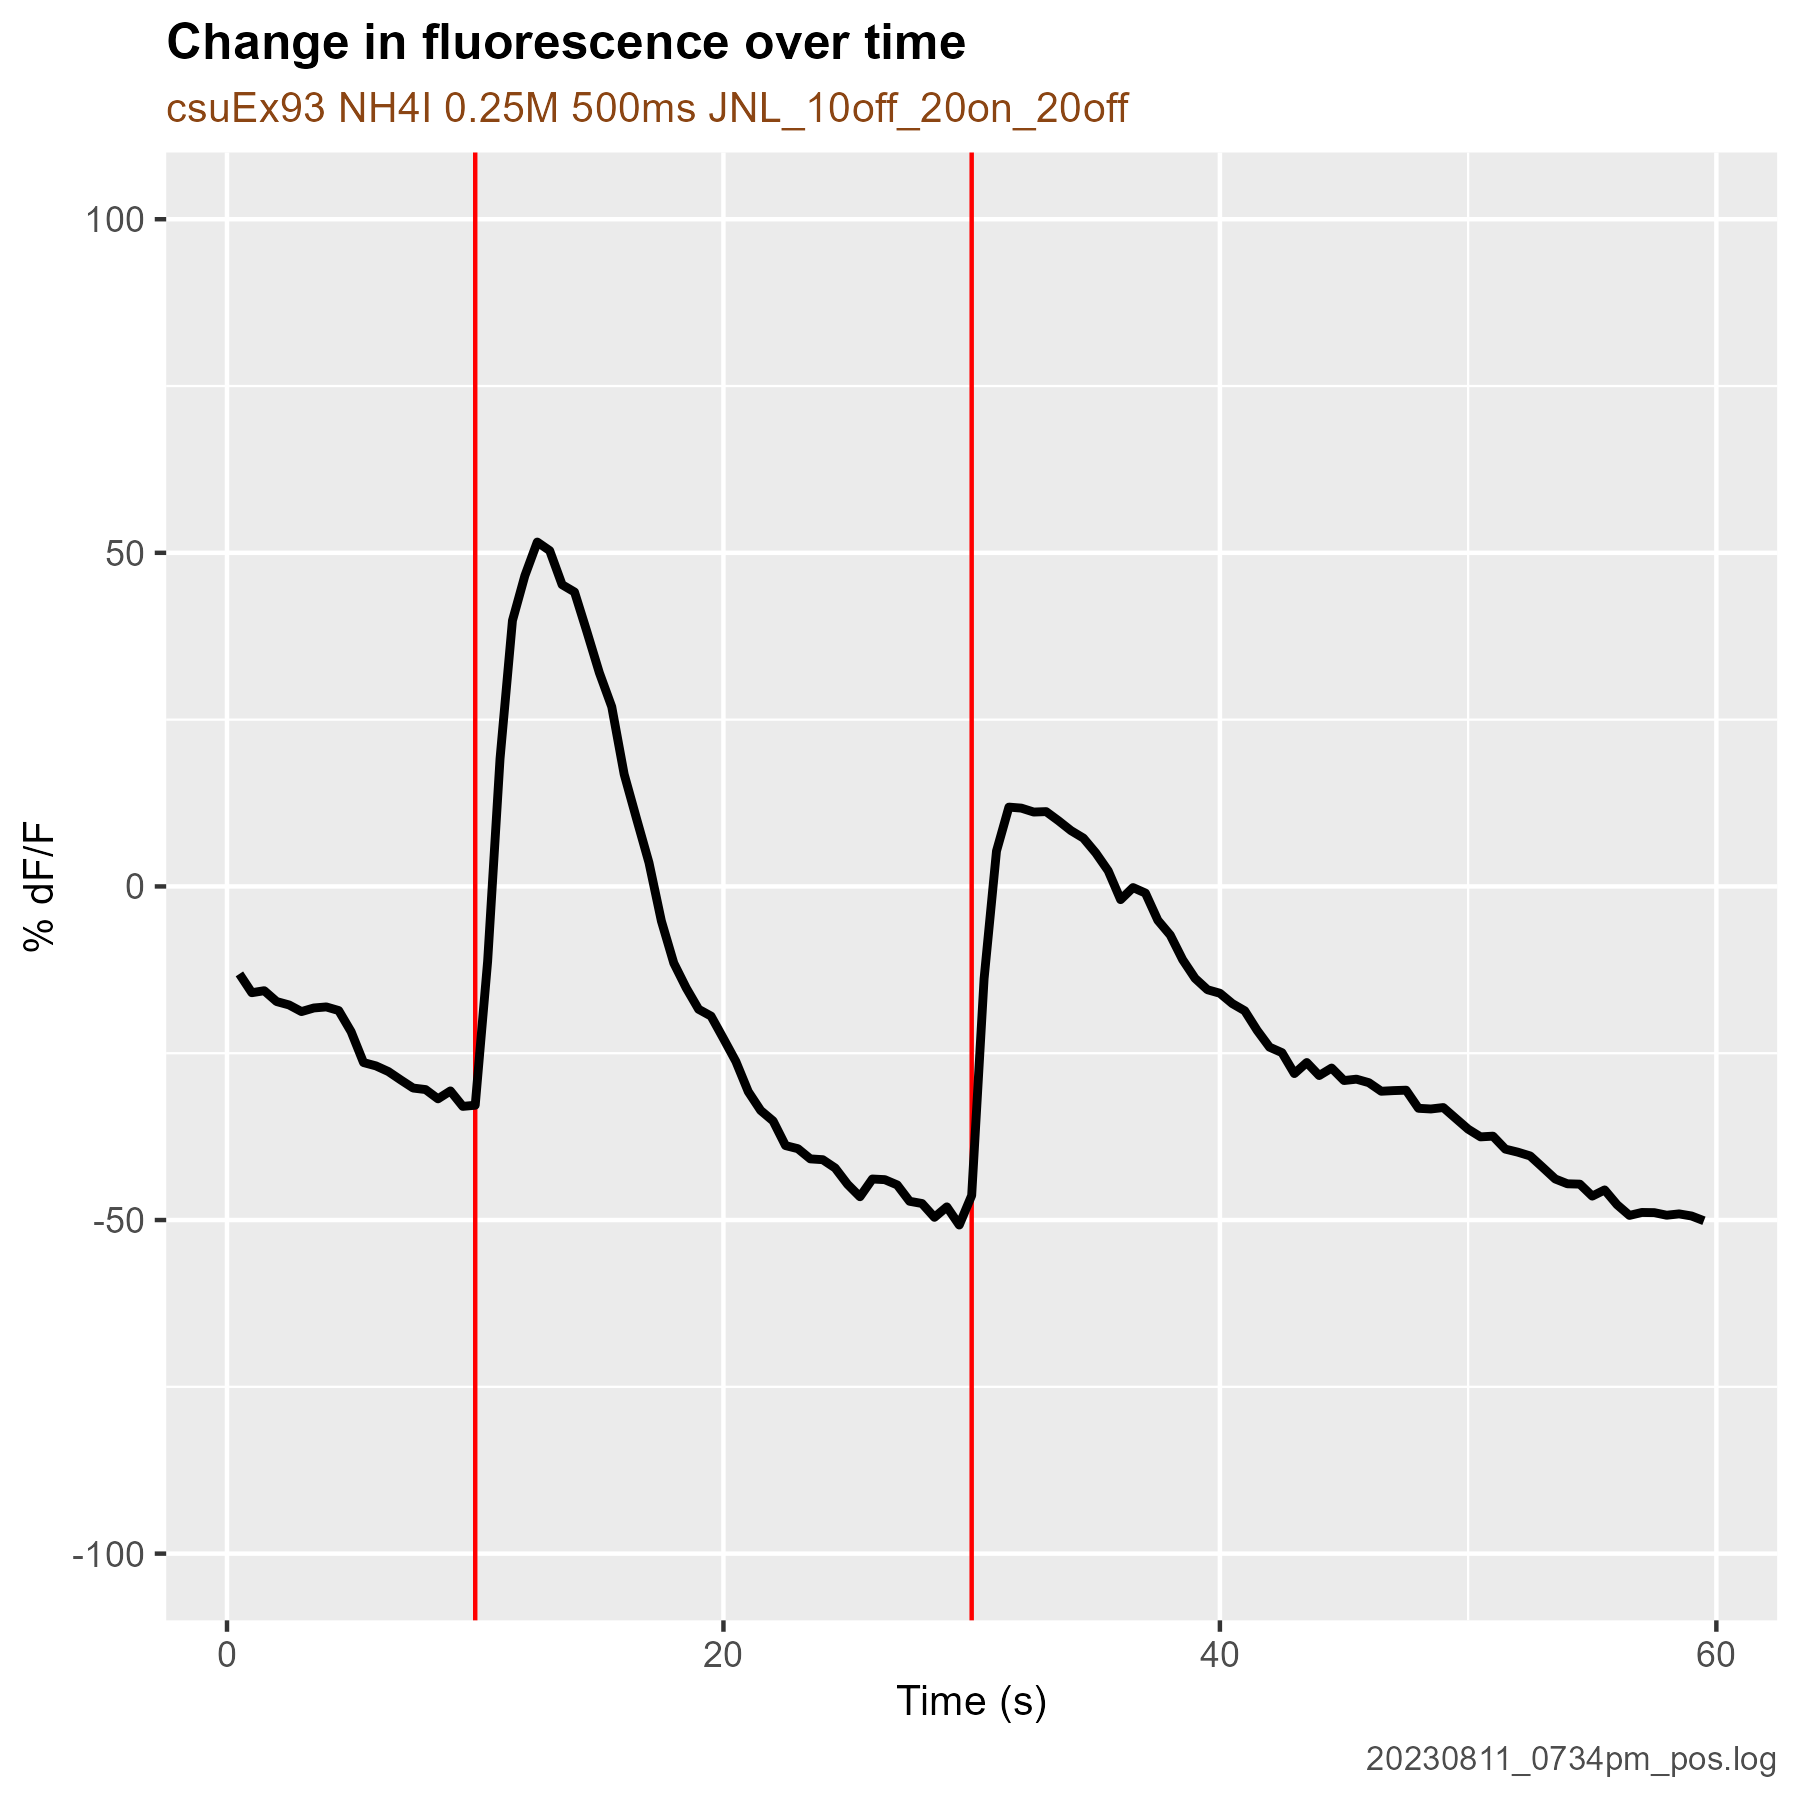 Change in fluorescence over time
csuEx93 NH4I 0.25M 500ms JNL_10off_20on_20off
100
50
0
-50
-100
% dF/F
0 20 40 60
Time (s)
20230811_0734pm_pos.log